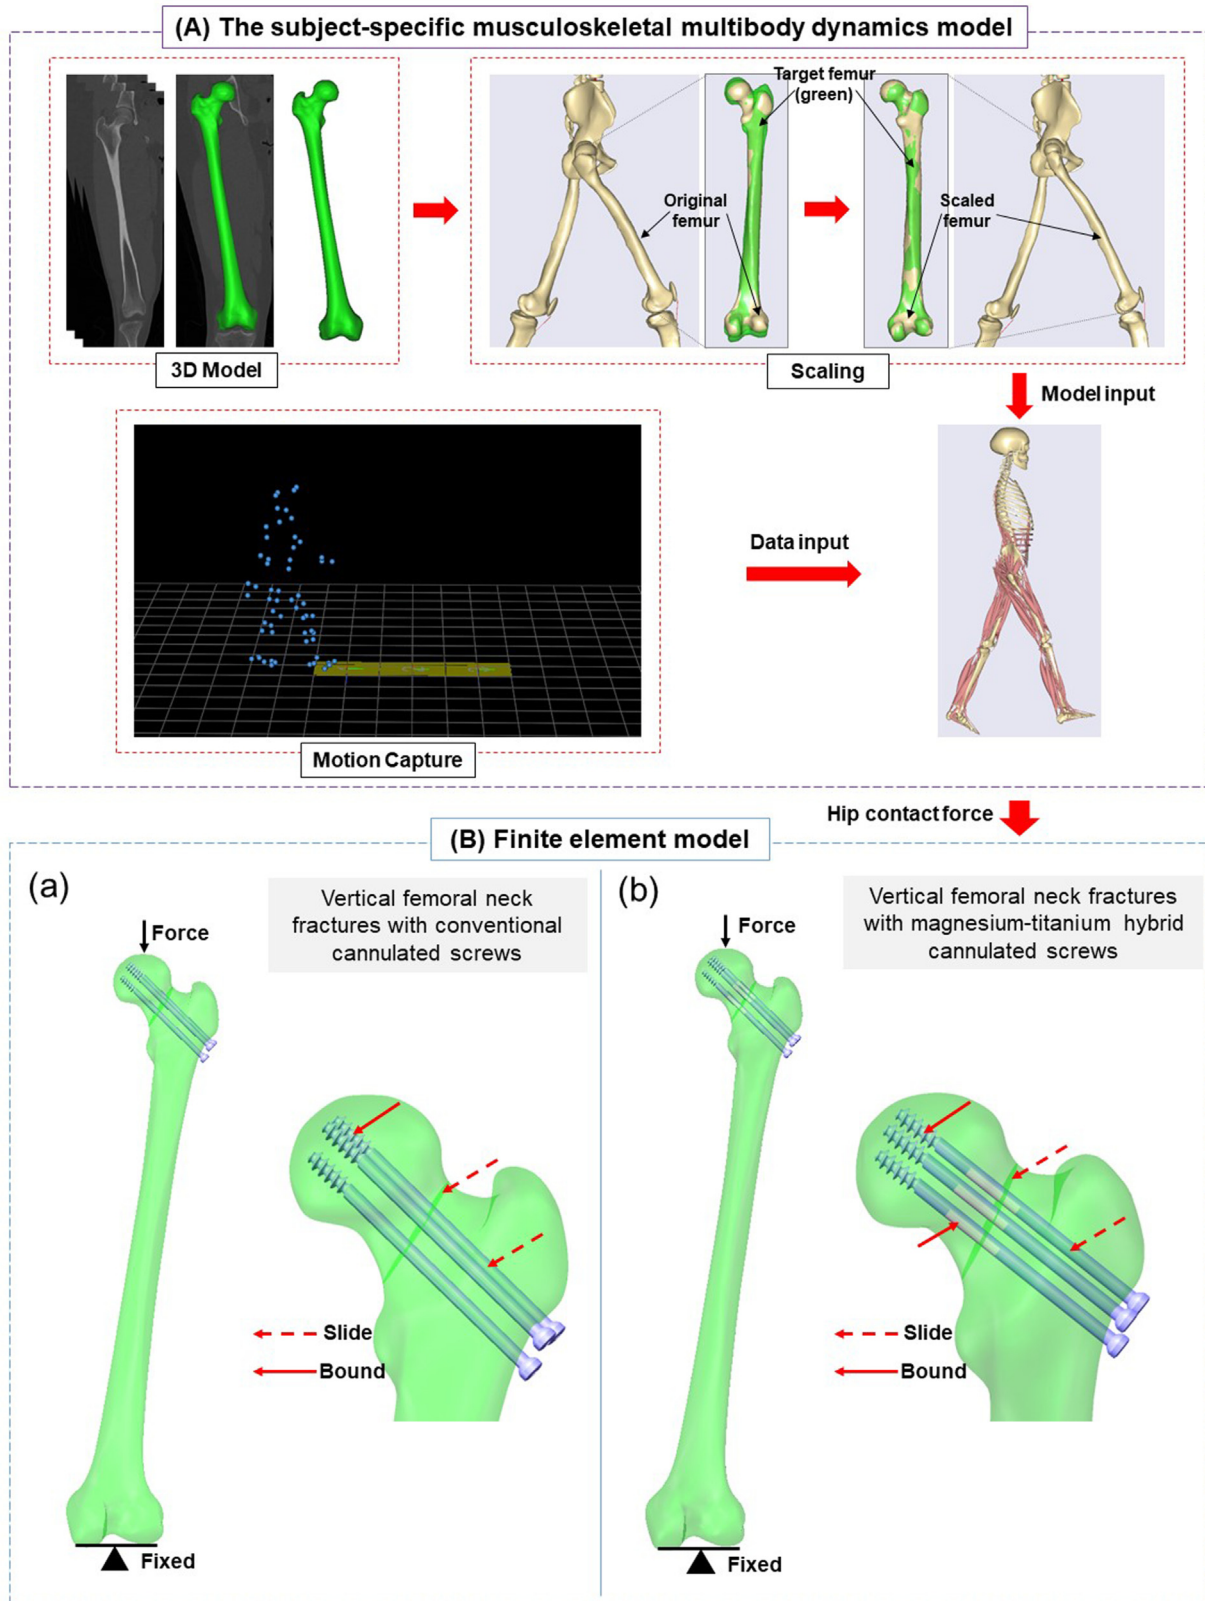 (A) The subject-specific musculoskeletal multibody dynamics model
Target femur
(green)
Original
femur
Scaled
femur
3D Model
Scaling
Model input
Data input
Motion Capture
Hip contact force
(B) Finite element model
(a)
Vertical femoral neck
fractures with conventional
cannulated screws
Force
Slide
Bound
Fixed
(b)
Vertical femoral neck fractures
with magnesium-titanium hybrid
cannulated screws
Force
Slide
Bound
Fixed